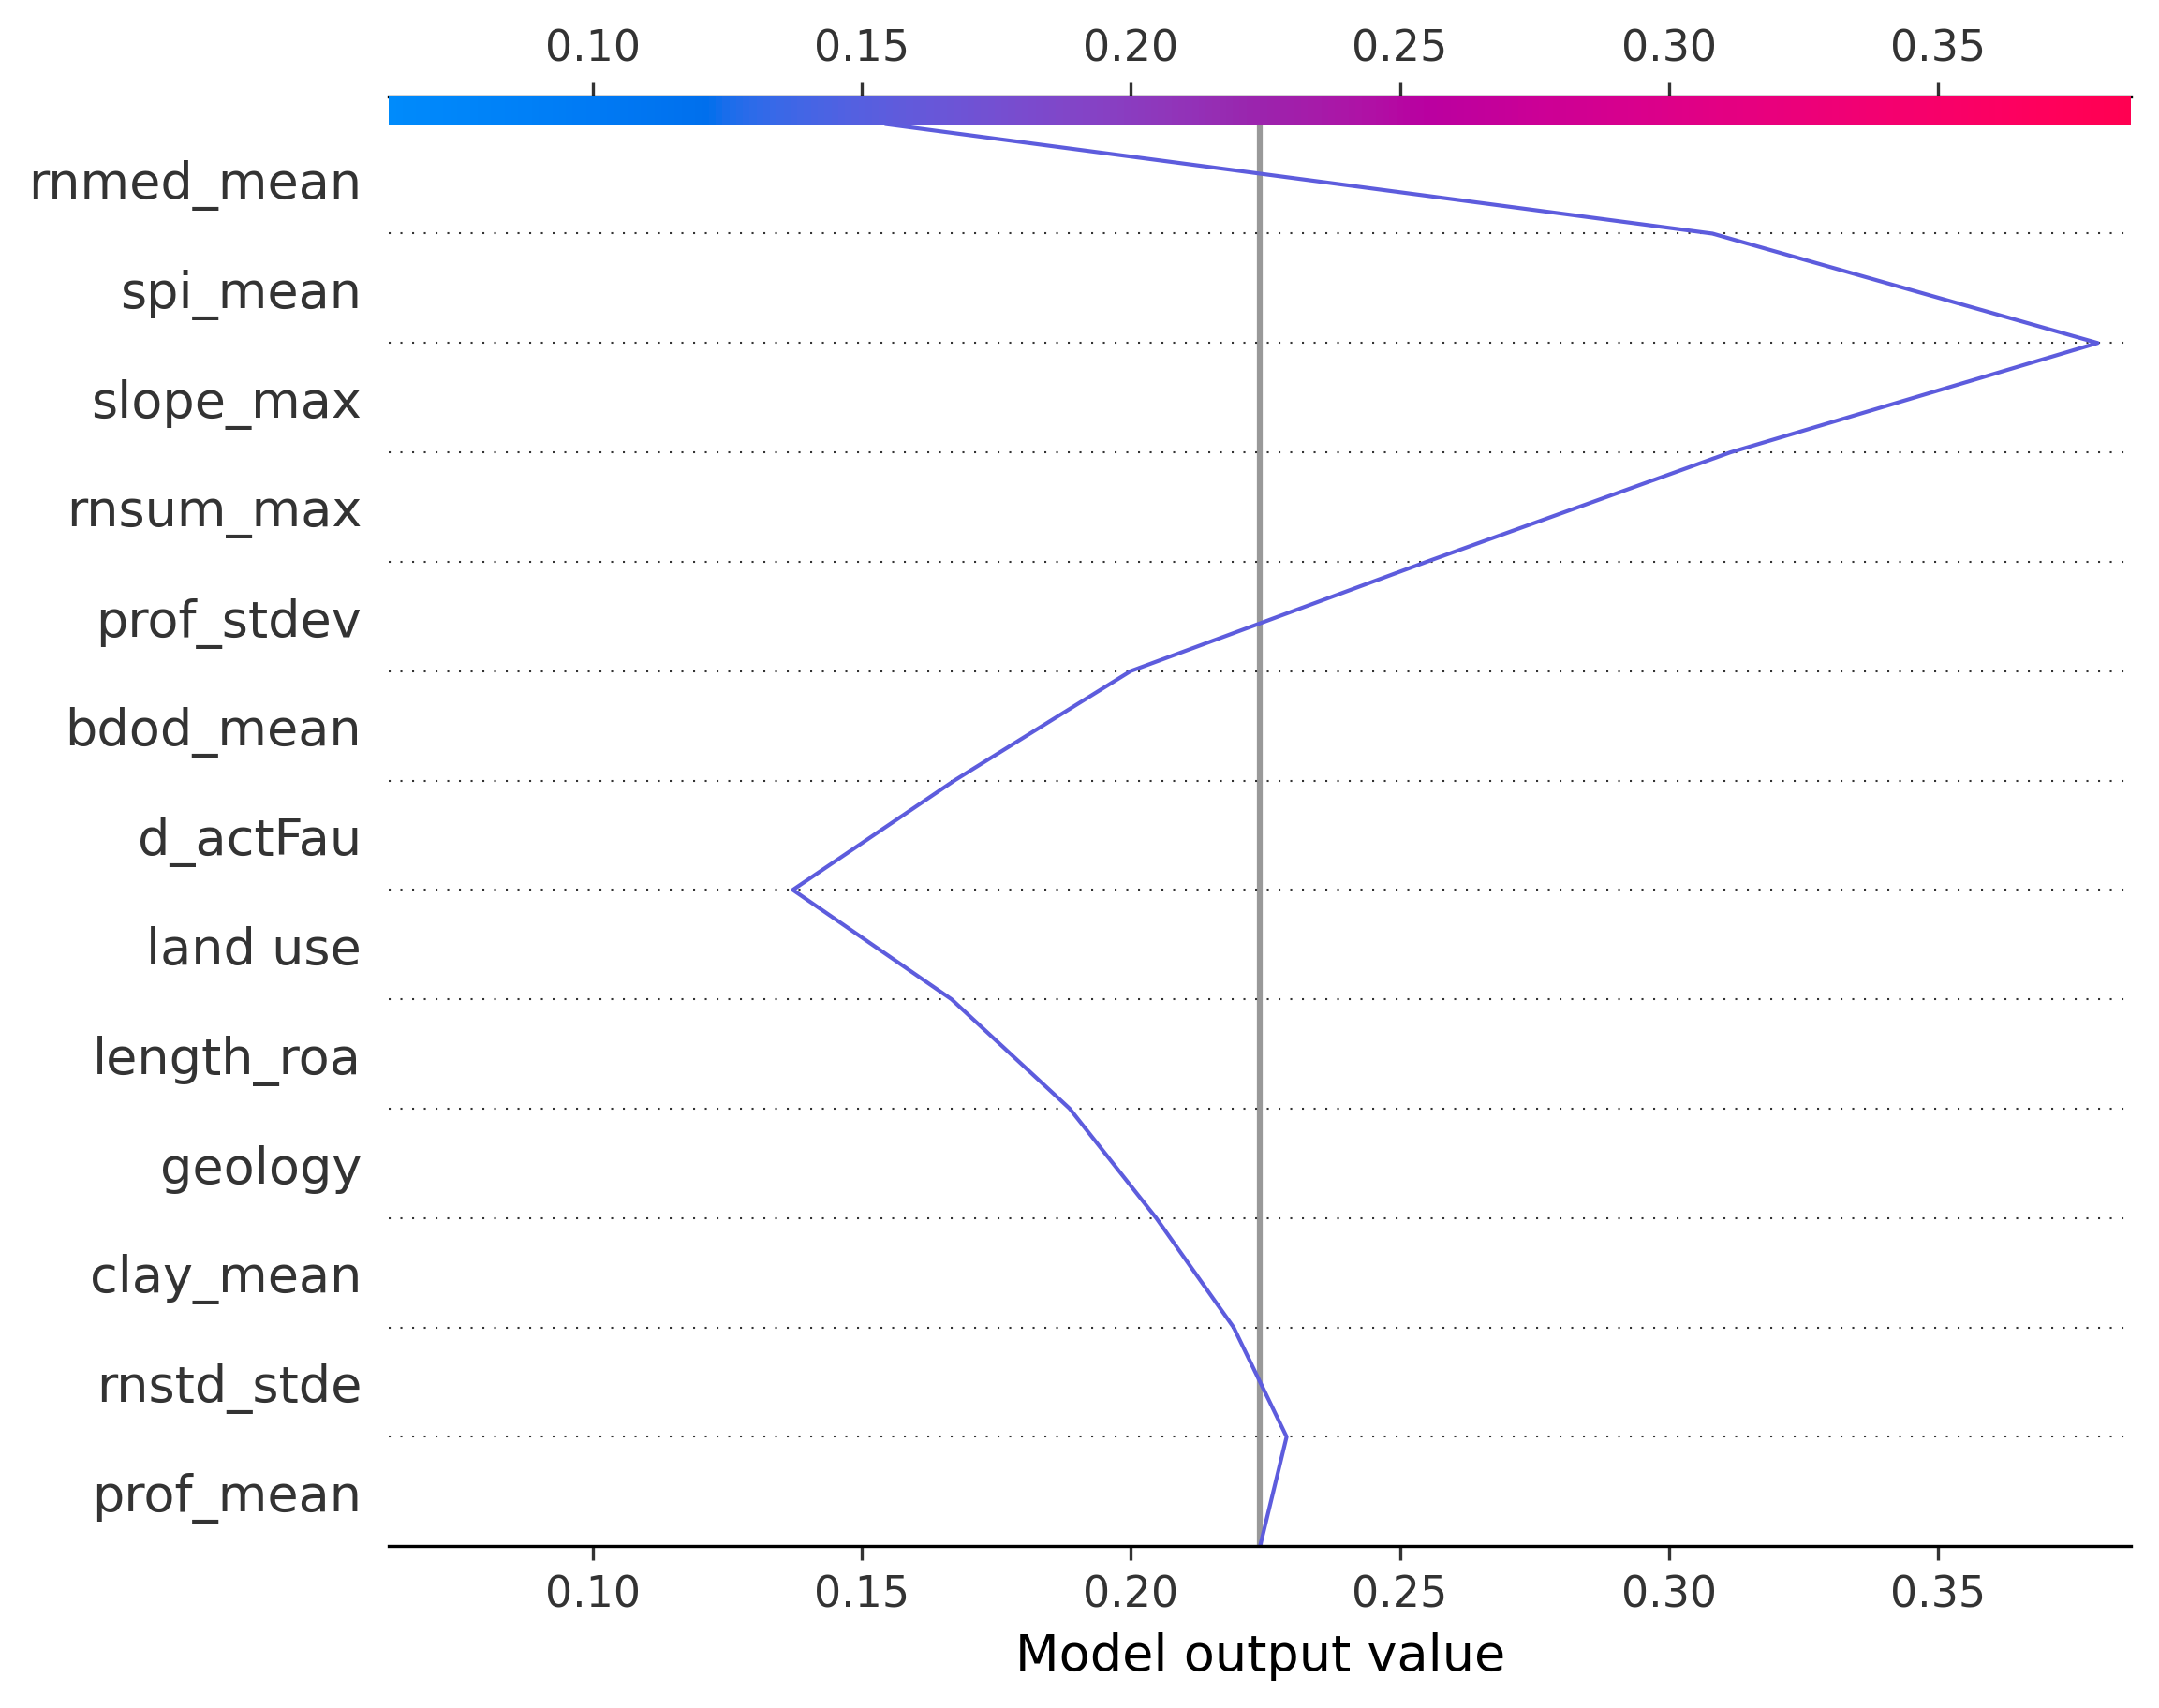 0.10 0.15 0.20 0.25 0.30 0.35
rnmed_mean
spi_mean
slope_max
rnsum_max
prof_stdev
bdod_mean
d_actFau
land use
length_roa
geology
clay_mean
rnstd_stde
prof_mean
0.10 0.15 0.20 0.25 0.30 0.35
Model output value